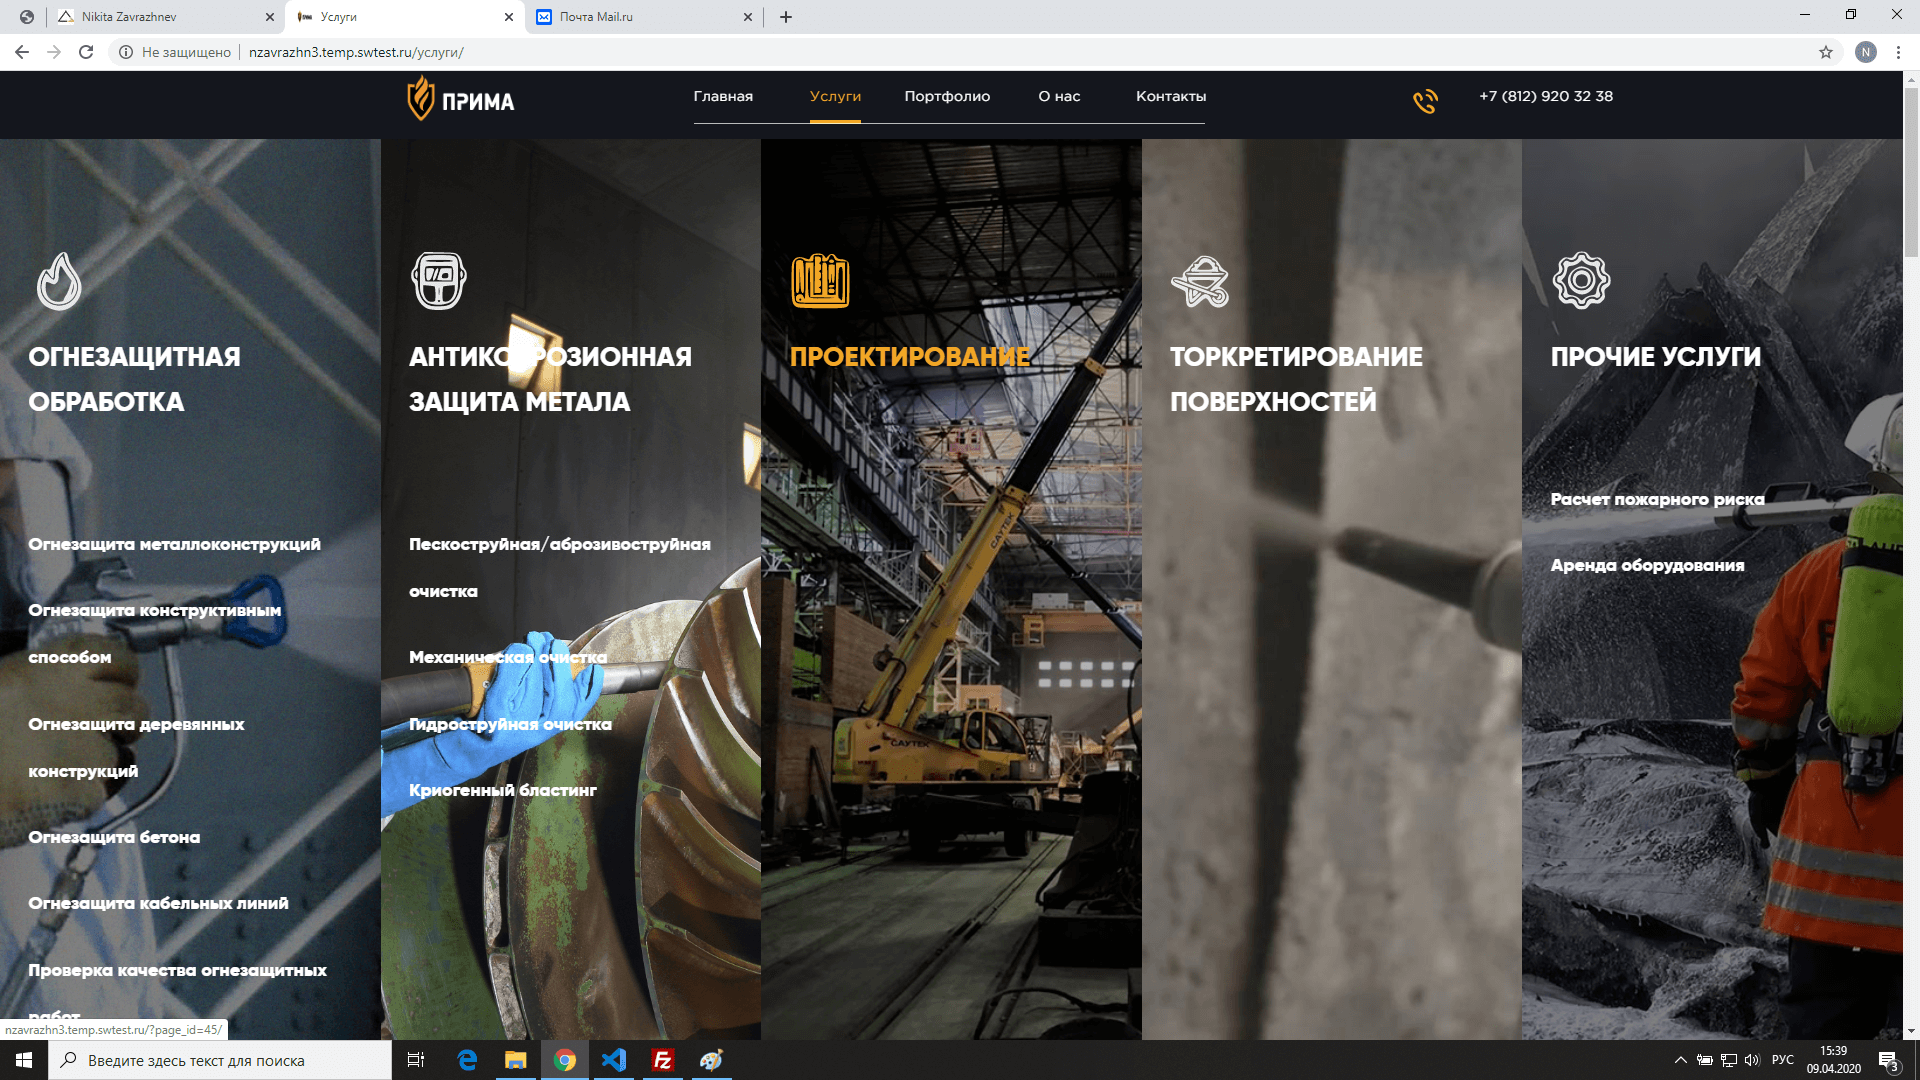 Nikita Zavrazhnev
Услуги
Почта Mail.ru
Не защищено
nzavrazhn3.temp.swtest.ru/услуги/
N
ПРИМА
Главная
Услуги
Портфолио
О нас
Контакты
+7 (812) 920 32 38
ОГНЕЗАЩИТНАЯ
ОБРАБОТКА
Огнезащита металлоконструкций
Огнезащита конструктивным
способом
Огнезащита деревянных
конструкций
Огнезащита бетона
Огнезащита кабельных линий
Проверка качества огнезащитных
работ
АНТИКОРРОЗИОННАЯ
ЗАЩИТА МЕТАЛА
Пескоструйная/аброзивоструйная
очистка
Механическая очистка
Гидроструйная очистка
Криогенный бластинг
ПРОЕКТИРОВАНИЕ
САУТЕК
САУТЕК
ТОРКРЕТИРОВАНИЕ
ПОВЕРХНОСТЕЙ
ПРОЧИЕ УСЛУГИ
Расчет пожарного риска
Аренда оборудования
nzavrazhn3.temp.swtest.ru/?page_id=45/
Введите здесь текст для поиска
РУС
15:39
09.04.2020
3